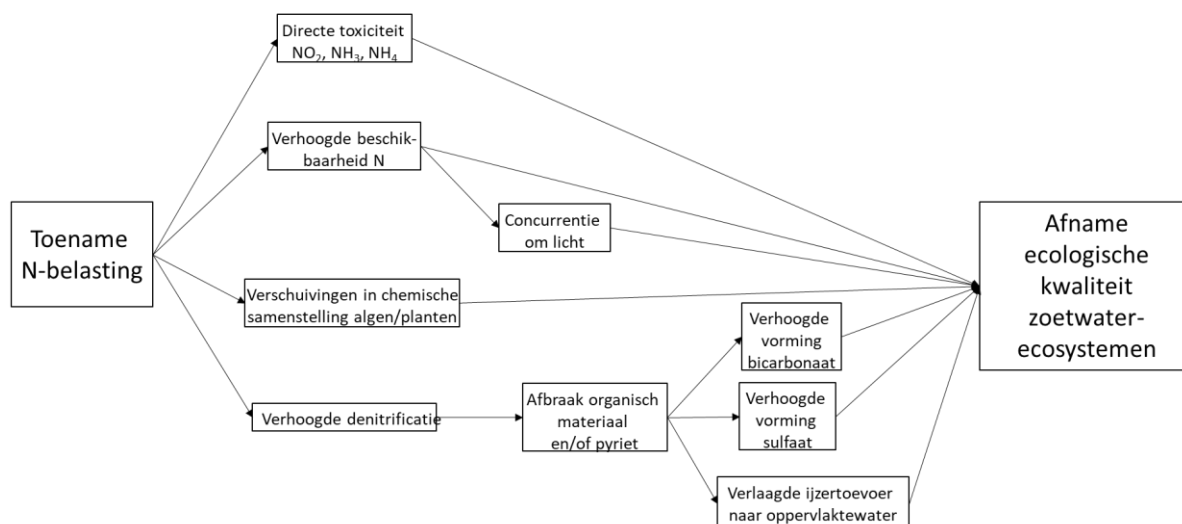 Directe toxiciteit
NO₂, NH₃, NH₄
Verhoogde beschik-
baarheid N
Concurrentie
om licht
Toename
N-belasting
Afname
ecologische
kwaliteit
zoetwater-
ecosystemen
Verschuivingen in chemische
samenstelling algen/planten
Verhoogde
vorming
bicarbonaat
Verhoogde denitrificatie
Afbraak organisch
materiaal
en/of pyriet
Verhoogde
vorming
sulfaat
Verlaagde ijzertoevoer
naar oppervlaktewater